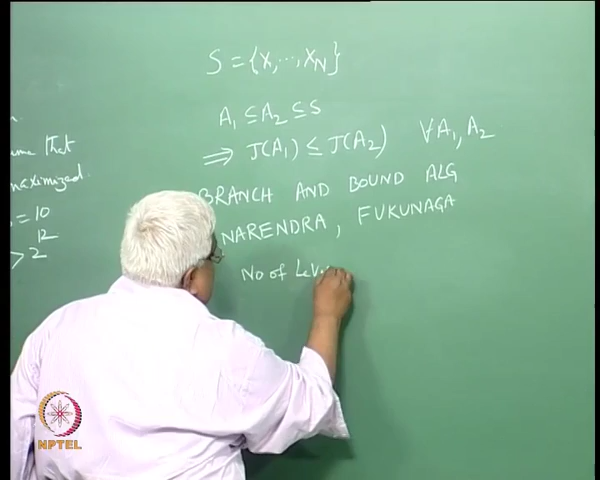 S = {X₁, ..., X_N}
A₁ ⊆ A₂ ⊆ S
⟹ J(A₁) ≤ J(A₂) ∀ A₁, A₂
BRANCH AND BOUND ALG
NARENDRA, FUKUNAGA
No of Lev
that
maximized.
= 10
12
> 2
NPTEL